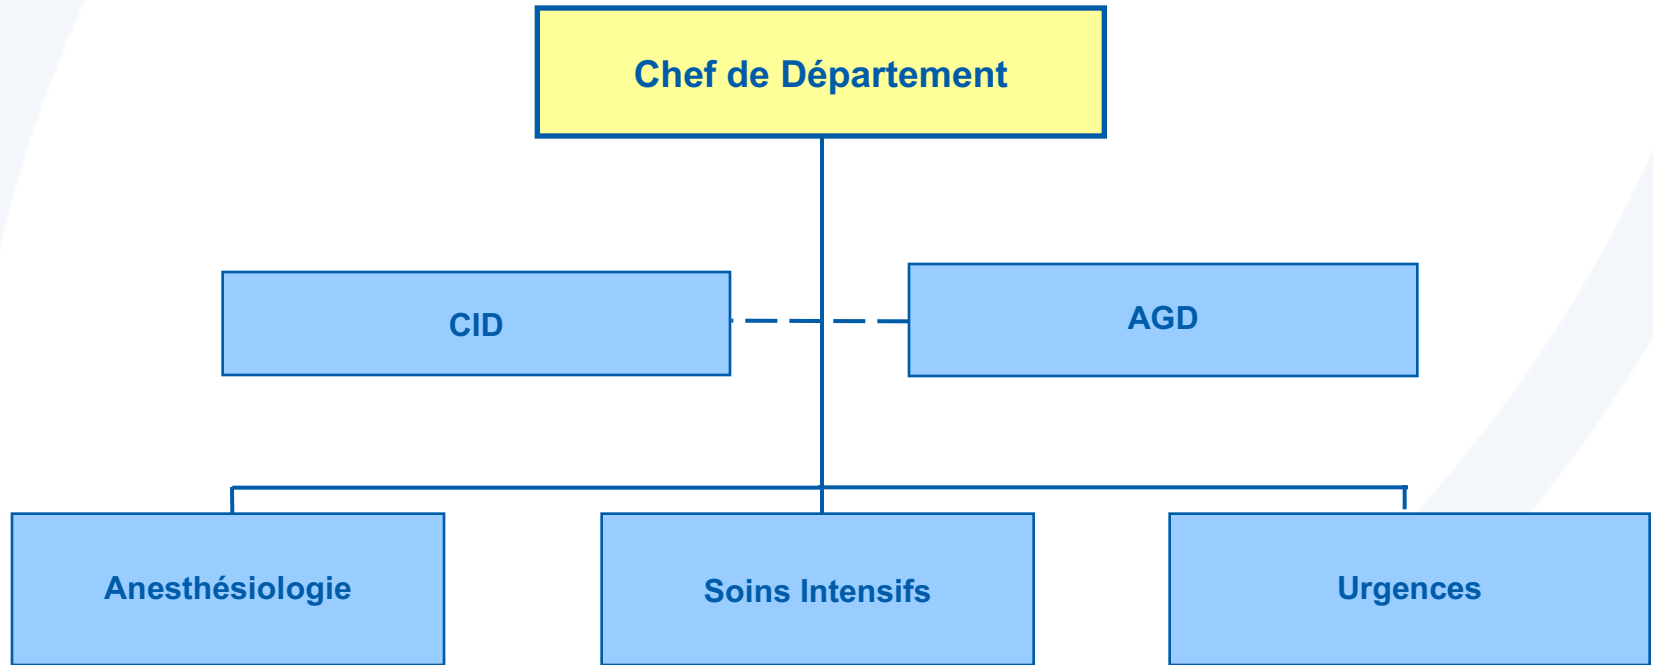 Chef de Département
CID
AGD
Anesthésiologie
Soins Intensifs
Urgences